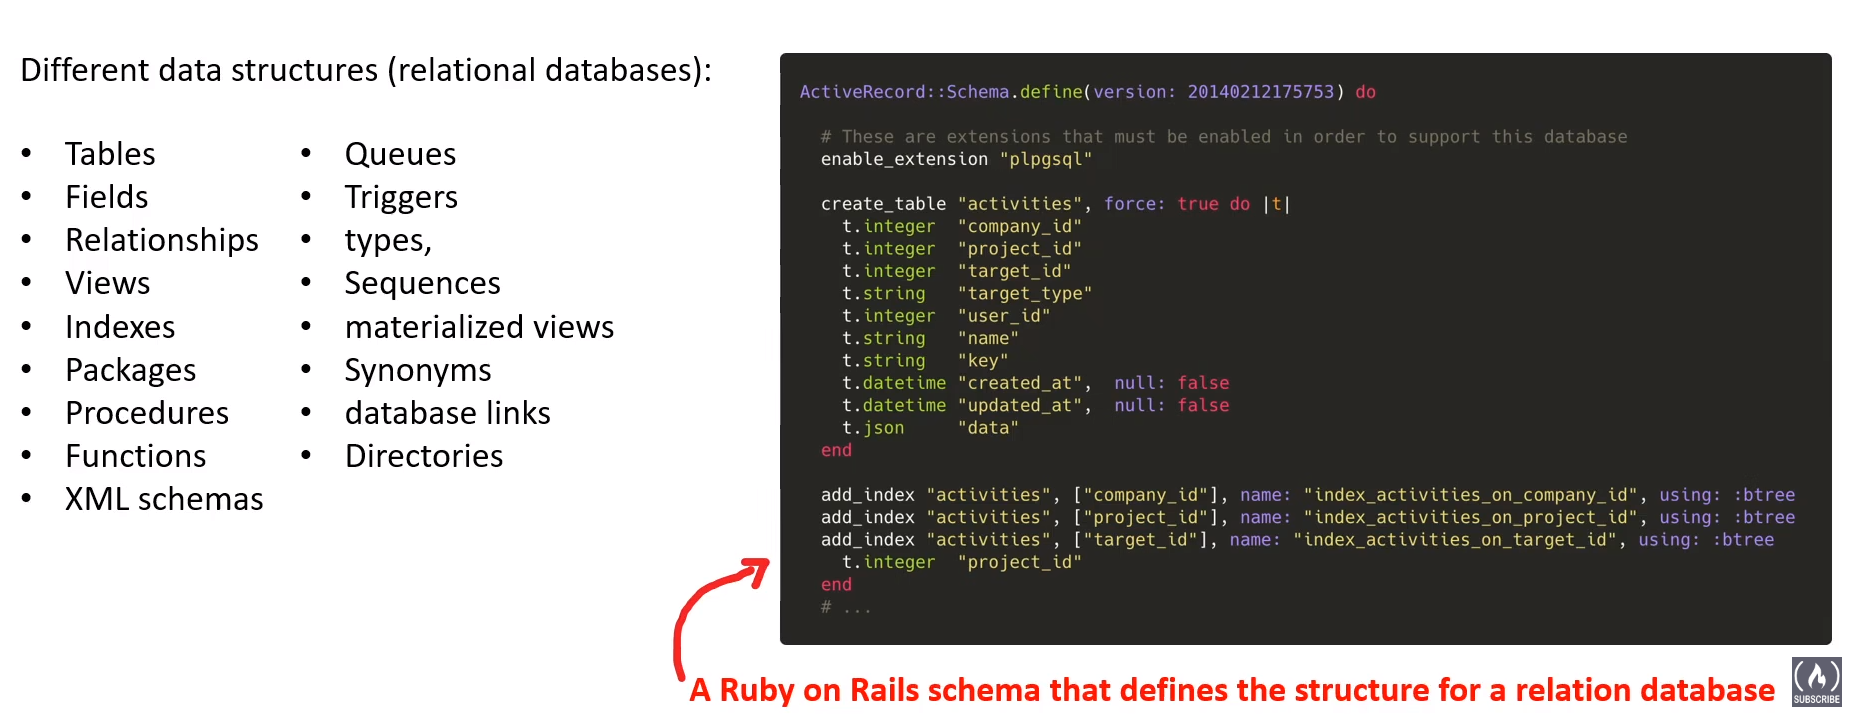 Different data structures (relational databases):
• Tables
• Fields
• Relationships
• Views
• Indexes
• Packages
• Procedures
• Functions
• XML schemas
• Queues
• Triggers
• types,
• Sequences
• materialized views
• Synonyms
• database links
• Directories
ActiveRecord::Schema.define(version: 20140212175753) do
# These are extensions that must be enabled in order to support this database
enable_extension "plpgsql"
create_table "activities", force: true do |t|
t.integer "company_id"
t.integer "project_id"
t.integer "target_id"
t.string "target_type"
t.integer "user_id"
t.string "name"
t.string "key"
t.datetime "created_at", null: false
t.datetime "updated_at", null: false
t.json "data"
end
add_index "activities", ["company_id"], name: "index_activities_on_company_id", using: :btree
add_index "activities", ["project_id"], name: "index_activities_on_project_id", using: :btree
add_index "activities", ["target_id"], name: "index_activities_on_target_id", using: :btree
t.integer "project_id"
end
# ...
A Ruby on Rails schema that defines the structure for a relation database
SUBSCRIBE